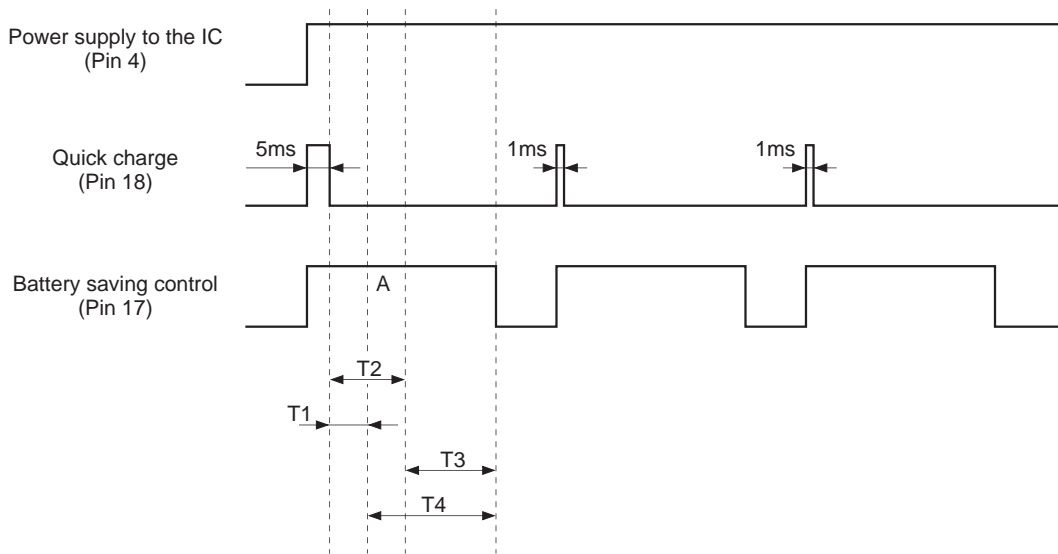 Power supply to the IC
(Pin 4)
5ms
1ms
1ms
Quick charge
(Pin 18)
Battery saving control
(Pin 17)
A
T2
T1
T3
T4